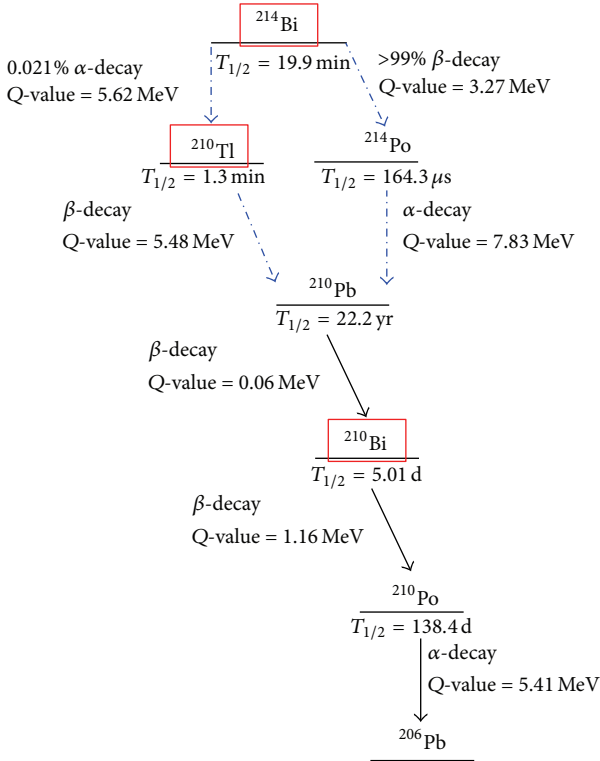 ²¹⁴Bi
T₁/₂ = 19.9 min
0.021% α-decay
Q-value = 5.62 MeV
>99% β-decay
Q-value = 3.27 MeV
²¹⁰Tl
T₁/₂ = 1.3 min
²¹⁴Po
T₁/₂ = 164.3 μs
β-decay
Q-value = 5.48 MeV
α-decay
Q-value = 7.83 MeV
²¹⁰Pb
T₁/₂ = 22.2 yr
β-decay
Q-value = 0.06 MeV
²¹⁰Bi
T₁/₂ = 5.01 d
β-decay
Q-value = 1.16 MeV
²¹⁰Po
T₁/₂ = 138.4 d
α-decay
Q-value = 5.41 MeV
²⁰⁶Pb